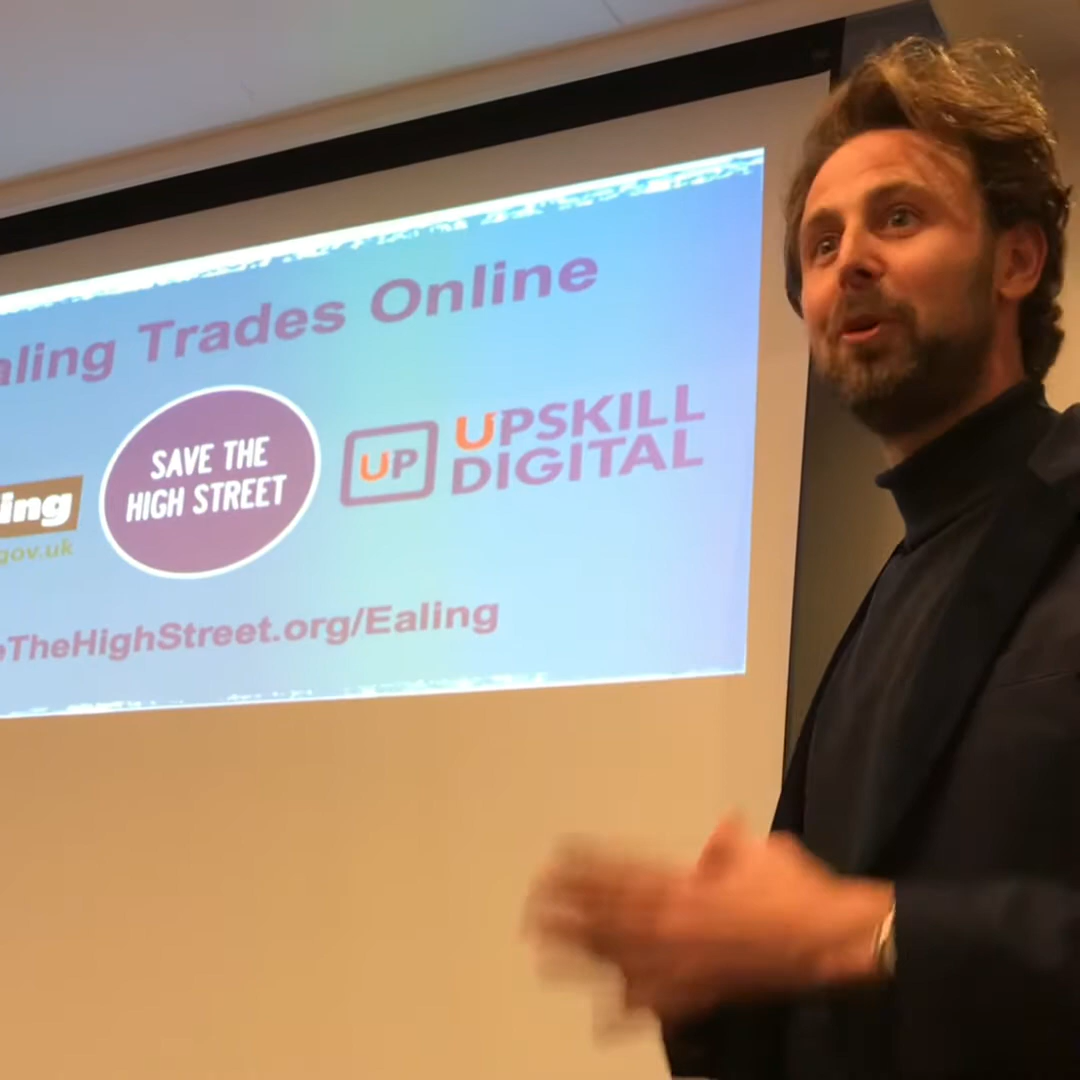 aling Trades Online
ing
gov.uk
SAVE THE
HIGH STREET
UP
UPSKILL
DIGITAL
eTheHighStreet.org/Ealing